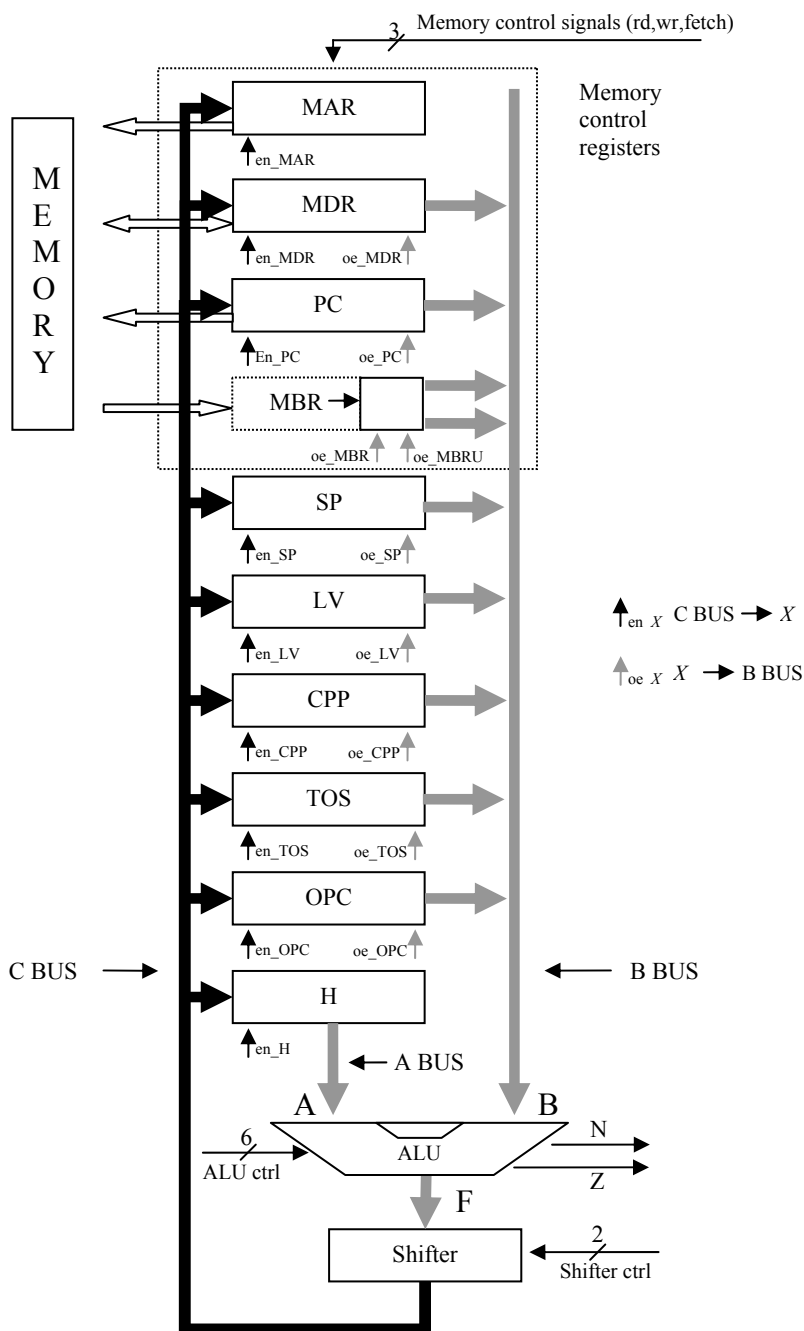 3
Memory control signals (rd,wr,fetch)
MAR
Memory
control
registers
en_MAR
MEMORY
MDR
en_MDR
oe_MDR
PC
En_PC
oe_PC
MBR
oe_MBR
oe_MBRU
SP
en_SP
oe_SP
LV
en X C BUS X
en_LV
oe_LV
oe X X B BUS
CPP
en_CPP
oe_CPP
TOS
en_TOS
oe_TOS
OPC
en_OPC
oe_OPC
C BUS
B BUS
H
en_H
A BUS
A
B
6
ALU ctrl
ALU
N
Z
F
2
Shifter
Shifter ctrl